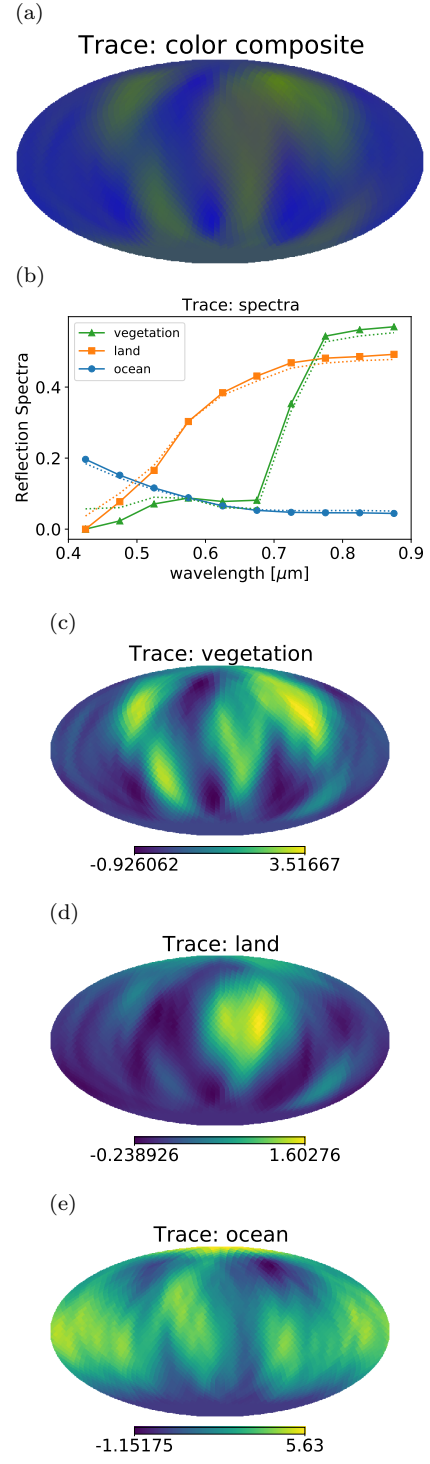 (a)
Trace: color composite
(b)
Trace: spectra
Reflection Spectra
vegetation
land
ocean
0.4
0.2
0.0
0.4 0.5 0.6 0.7 0.8 0.9
wavelength [μm]
(c)
Trace: vegetation
-0.926062 3.51667
(d)
Trace: land
-0.238926 1.60276
(e)
Trace: ocean
-1.15175 5.63